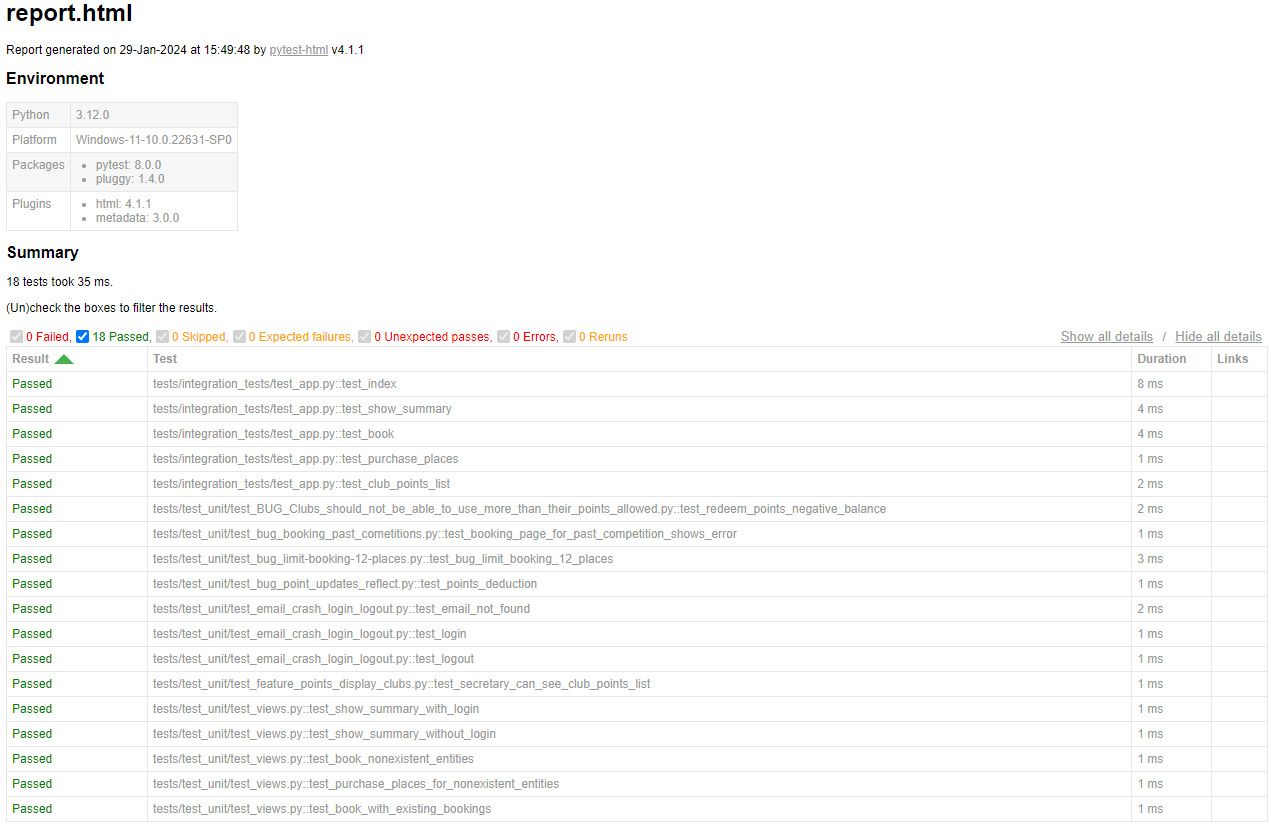 report.html
Report generated on 29-Jan-2024 at 15:49:48 by pytest-html v4.1.1
Environment
Python 3.12.0
Platform Windows-11-10.0.22631-SP0
Packages • pytest: 8.0.0
• pluggy: 1.4.0
Plugins • html: 4.1.1
• metadata: 3.0.0
Summary
18 tests took 35 ms.
(Un)check the boxes to filter the results.
0 Failed, 18 Passed, 0 Skipped, 0 Expected failures, 0 Unexpected passes, 0 Errors, 0 Reruns Show all details / Hide all details
Result Test Duration Links
Passed tests/integration_tests/test_app.py::test_index 8 ms
Passed tests/integration_tests/test_app.py::test_show_summary 4 ms
Passed tests/integration_tests/test_app.py::test_book 4 ms
Passed tests/integration_tests/test_app.py::test_purchase_places 1 ms
Passed tests/integration_tests/test_app.py::test_club_points_list 2 ms
Passed tests/test_unit/test_BUG_Clubs_should_not_be_able_to_use_more_than_their_points_allowed.py::test_redeem_points_negative_balance 2 ms
Passed tests/test_unit/test_bug_booking_past_cometitions.py::test_booking_page_for_past_competition_shows_error 1 ms
Passed tests/test_unit/test_bug_limit-booking-12-places.py::test_bug_limit_booking_12_places 3 ms
Passed tests/test_unit/test_bug_point_updates_reflect.py::test_points_deduction 1 ms
Passed tests/test_unit/test_email_crash_login_logout.py::test_email_not_found 2 ms
Passed tests/test_unit/test_email_crash_login_logout.py::test_login 1 ms
Passed tests/test_unit/test_email_crash_login_logout.py::test_logout 1 ms
Passed tests/test_unit/test_feature_points_display_clubs.py::test_secretary_can_see_club_points_list 1 ms
Passed tests/test_unit/test_views.py::test_show_summary_with_login 1 ms
Passed tests/test_unit/test_views.py::test_show_summary_without_login 1 ms
Passed tests/test_unit/test_views.py::test_book_nonexistent_entities 1 ms
Passed tests/test_unit/test_views.py::test_purchase_places_for_nonexistent_entities 1 ms
Passed tests/test_unit/test_views.py::test_book_with_existing_bookings 1 ms